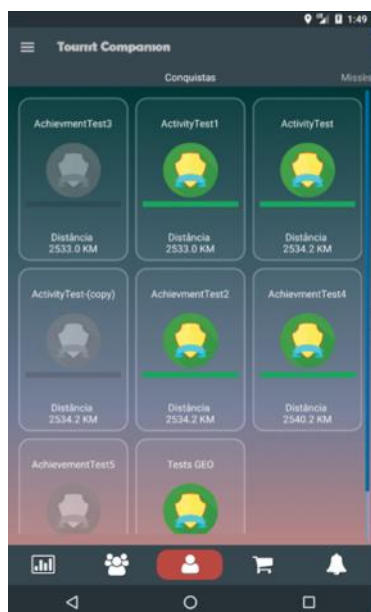 1:49
Tourist Companion
Conquistas
AchievmentTest3
ActivityTest1
ActivityTest
Distância
2533.0 KM
Distância
2533.0 KM
Distância
2534.2 KM
ActivityTest-(copy)
AchievmentTest2
AchievmentTest4
Distância
2534.2 KM
Distância
2534.2 KM
Distância
2540.2 KM
AchievementTest5
Tests GEO